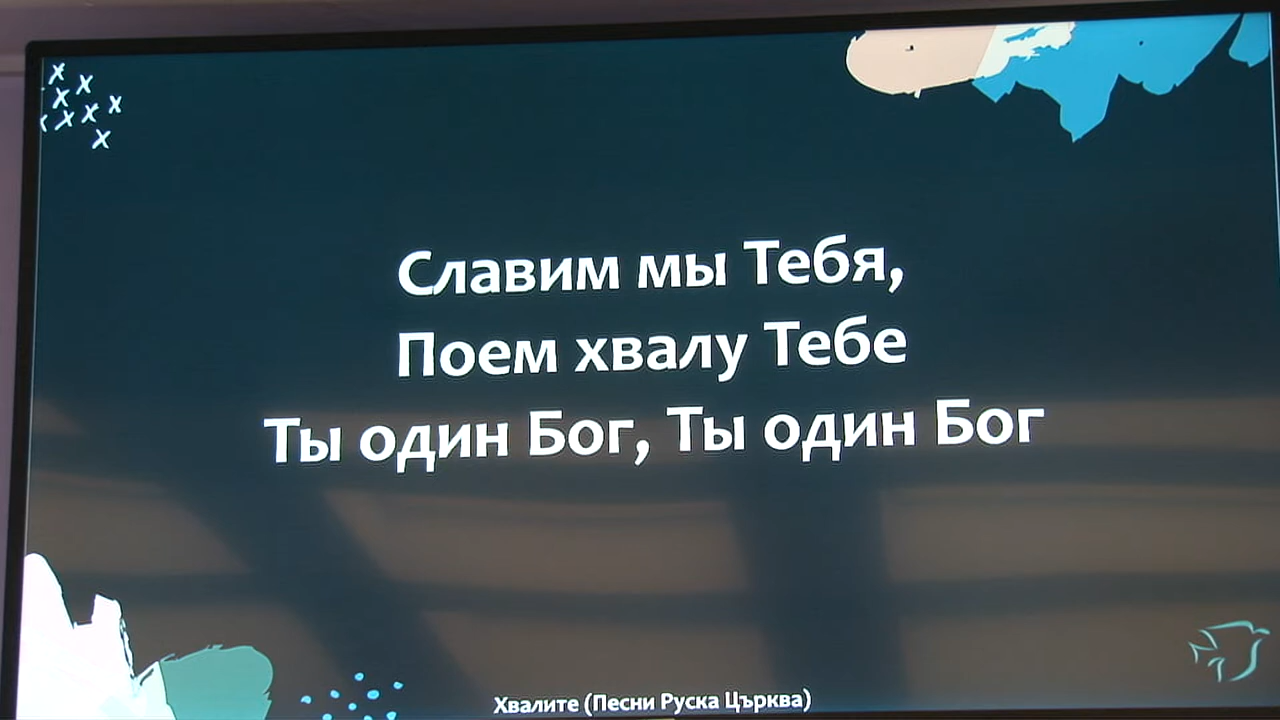 Славим мы Тебя,
Поем хвалу Тебе
Ты один Бог, Ты один Бог
Хвалите (Песни Руска Църква)